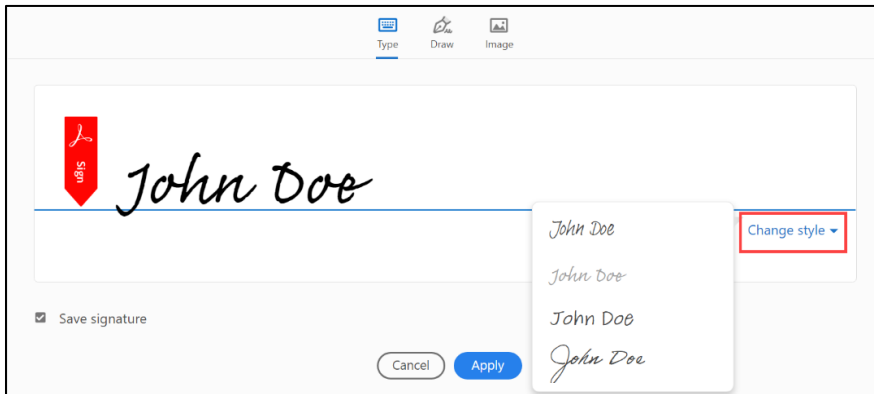 Type Draw Image
Sign
John Doe
John Doe
Change style
John Doe
John Doe
John Doe
Save signature
Cancel Apply